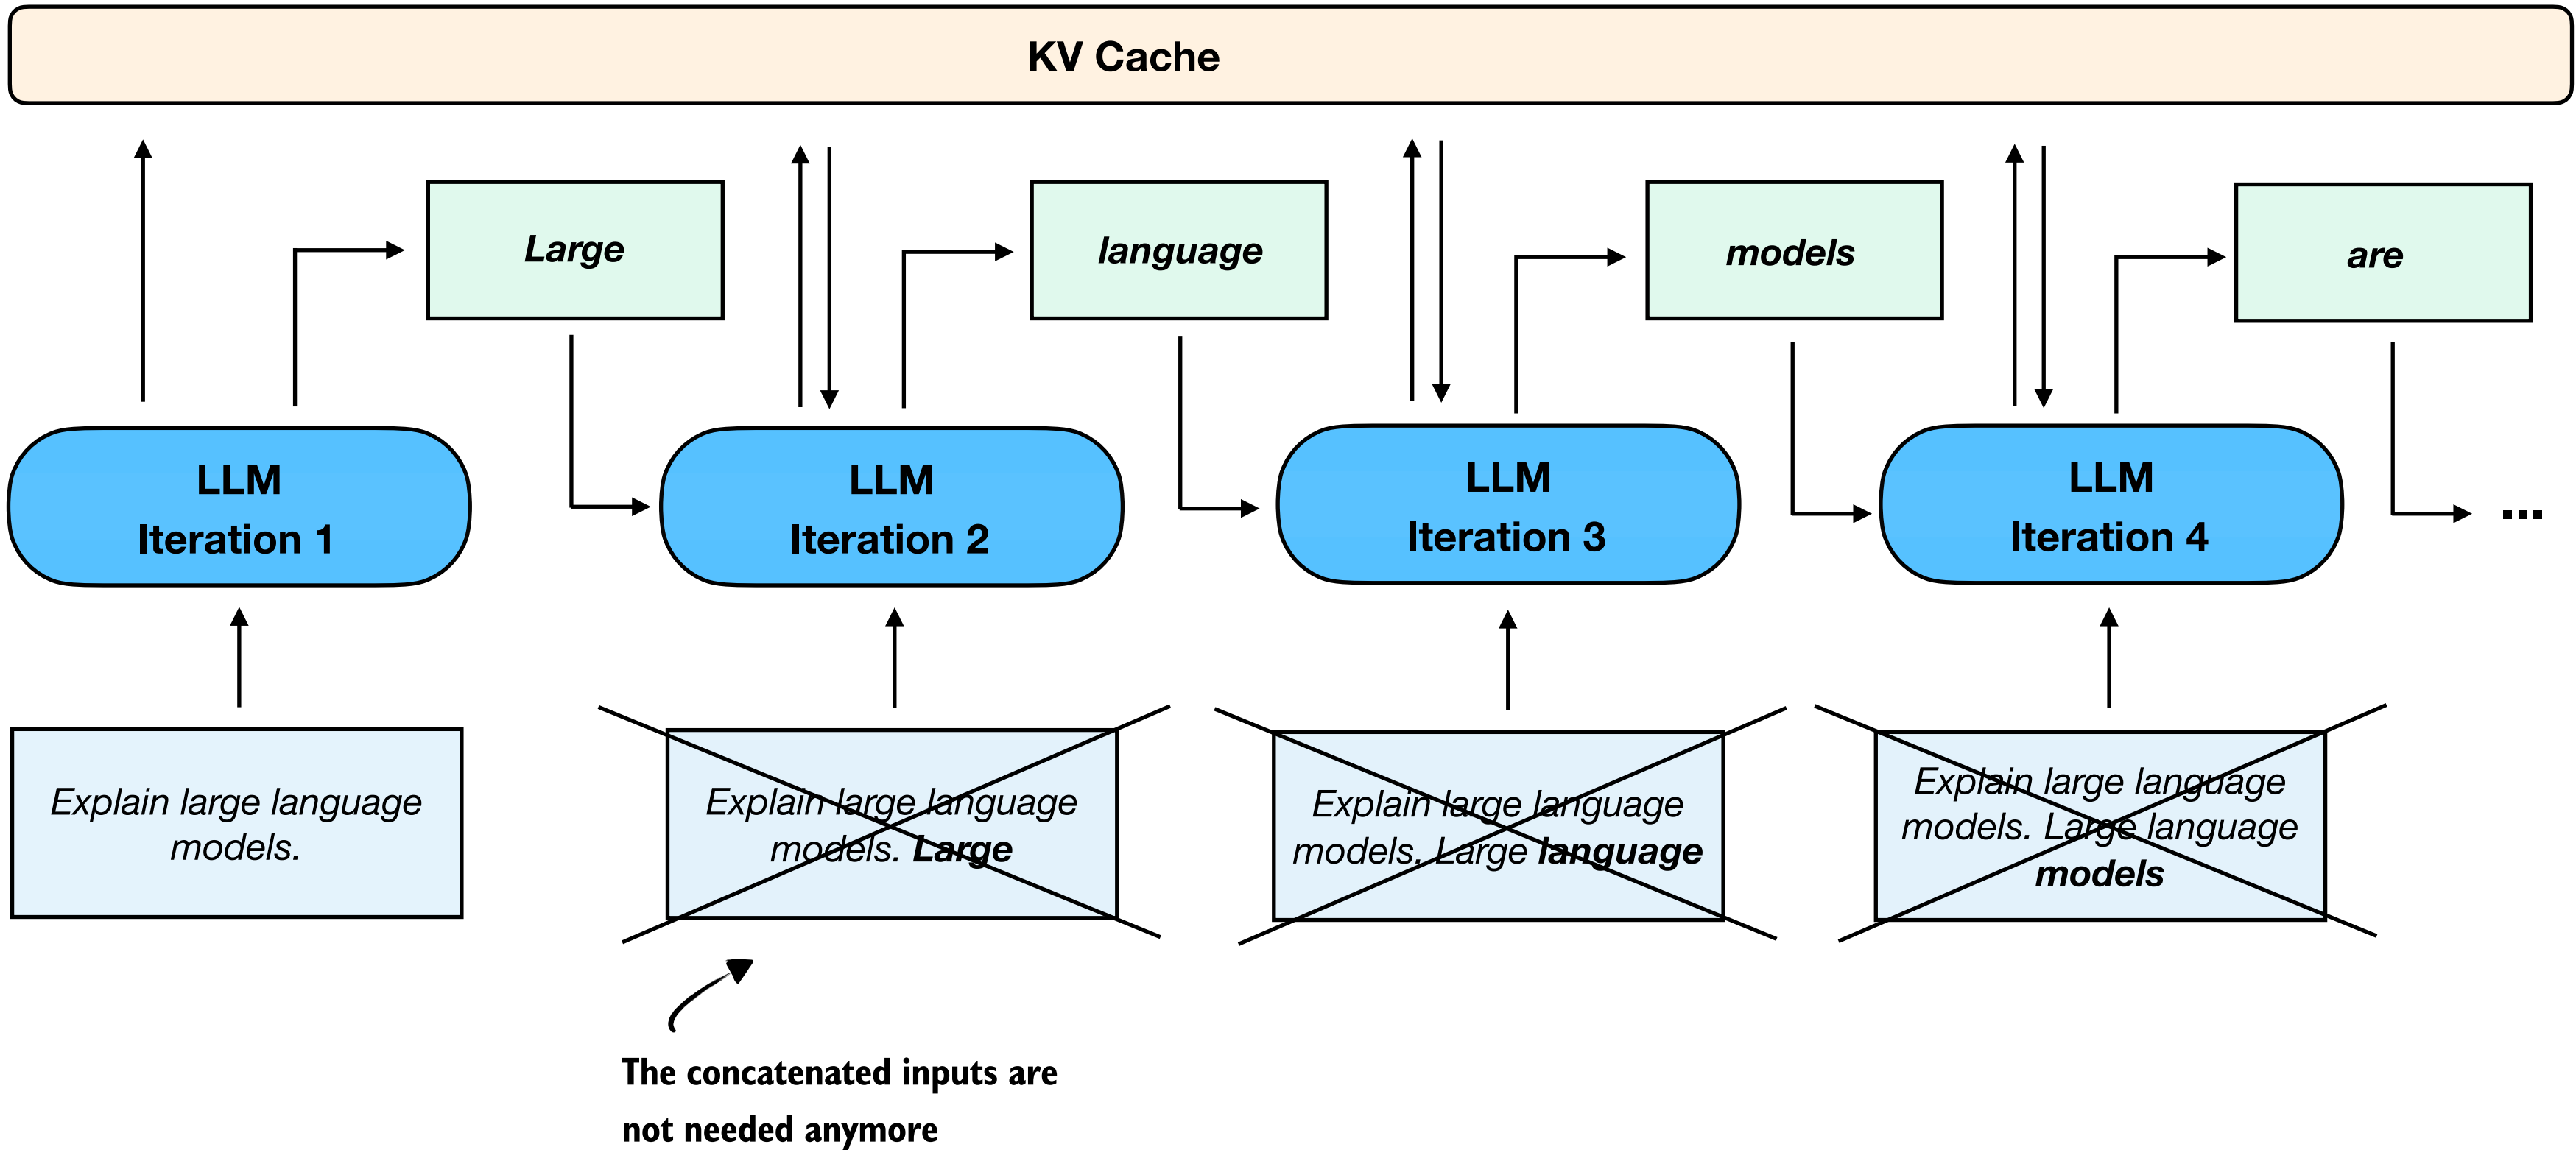 KV Cache
Large
language
models
are
LLM
Iteration 1
LLM
Iteration 2
LLM
Iteration 3
LLM
Iteration 4
...
Explain large language
models.
Explain large language
models. Large
Explain large language
models. Large language
Explain large language
models. Large language
models
The concatenated inputs are
not needed anymore